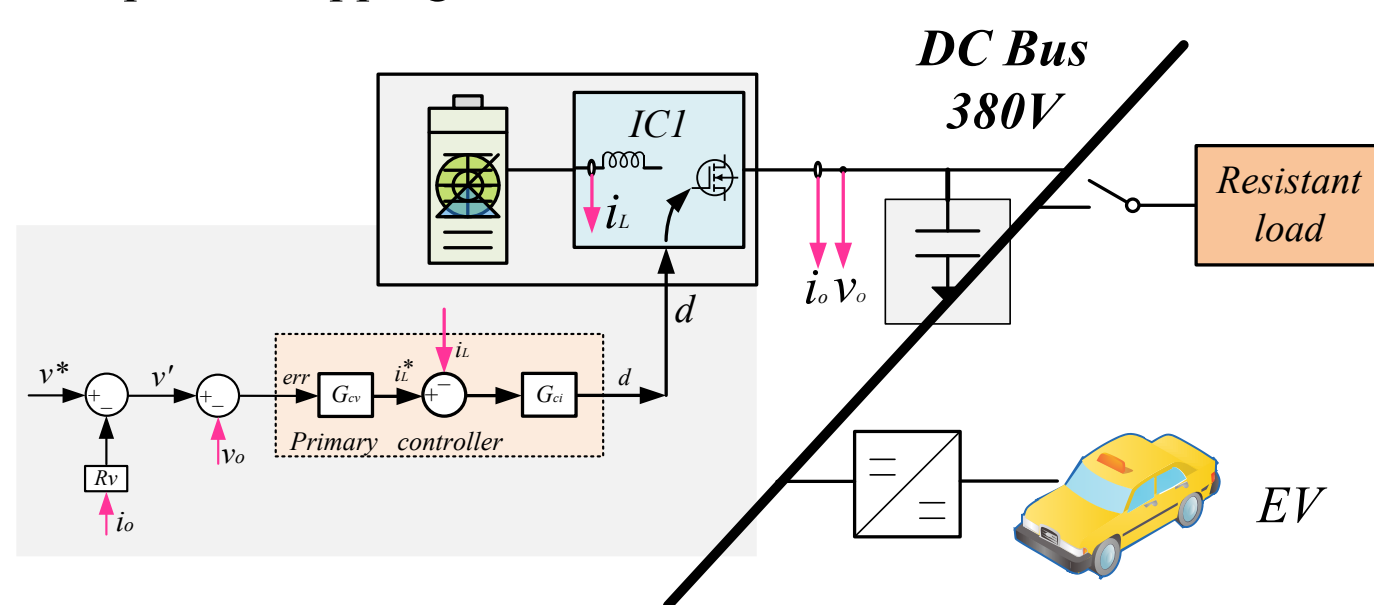 DC Bus
380V
IC1
Resistant
load
iL
io vo
d
v*
+
−
v'
+
−
err
Gcv
iL*
iL
+
−
Gci
d
Primary controller
vo
Rv
io
EV